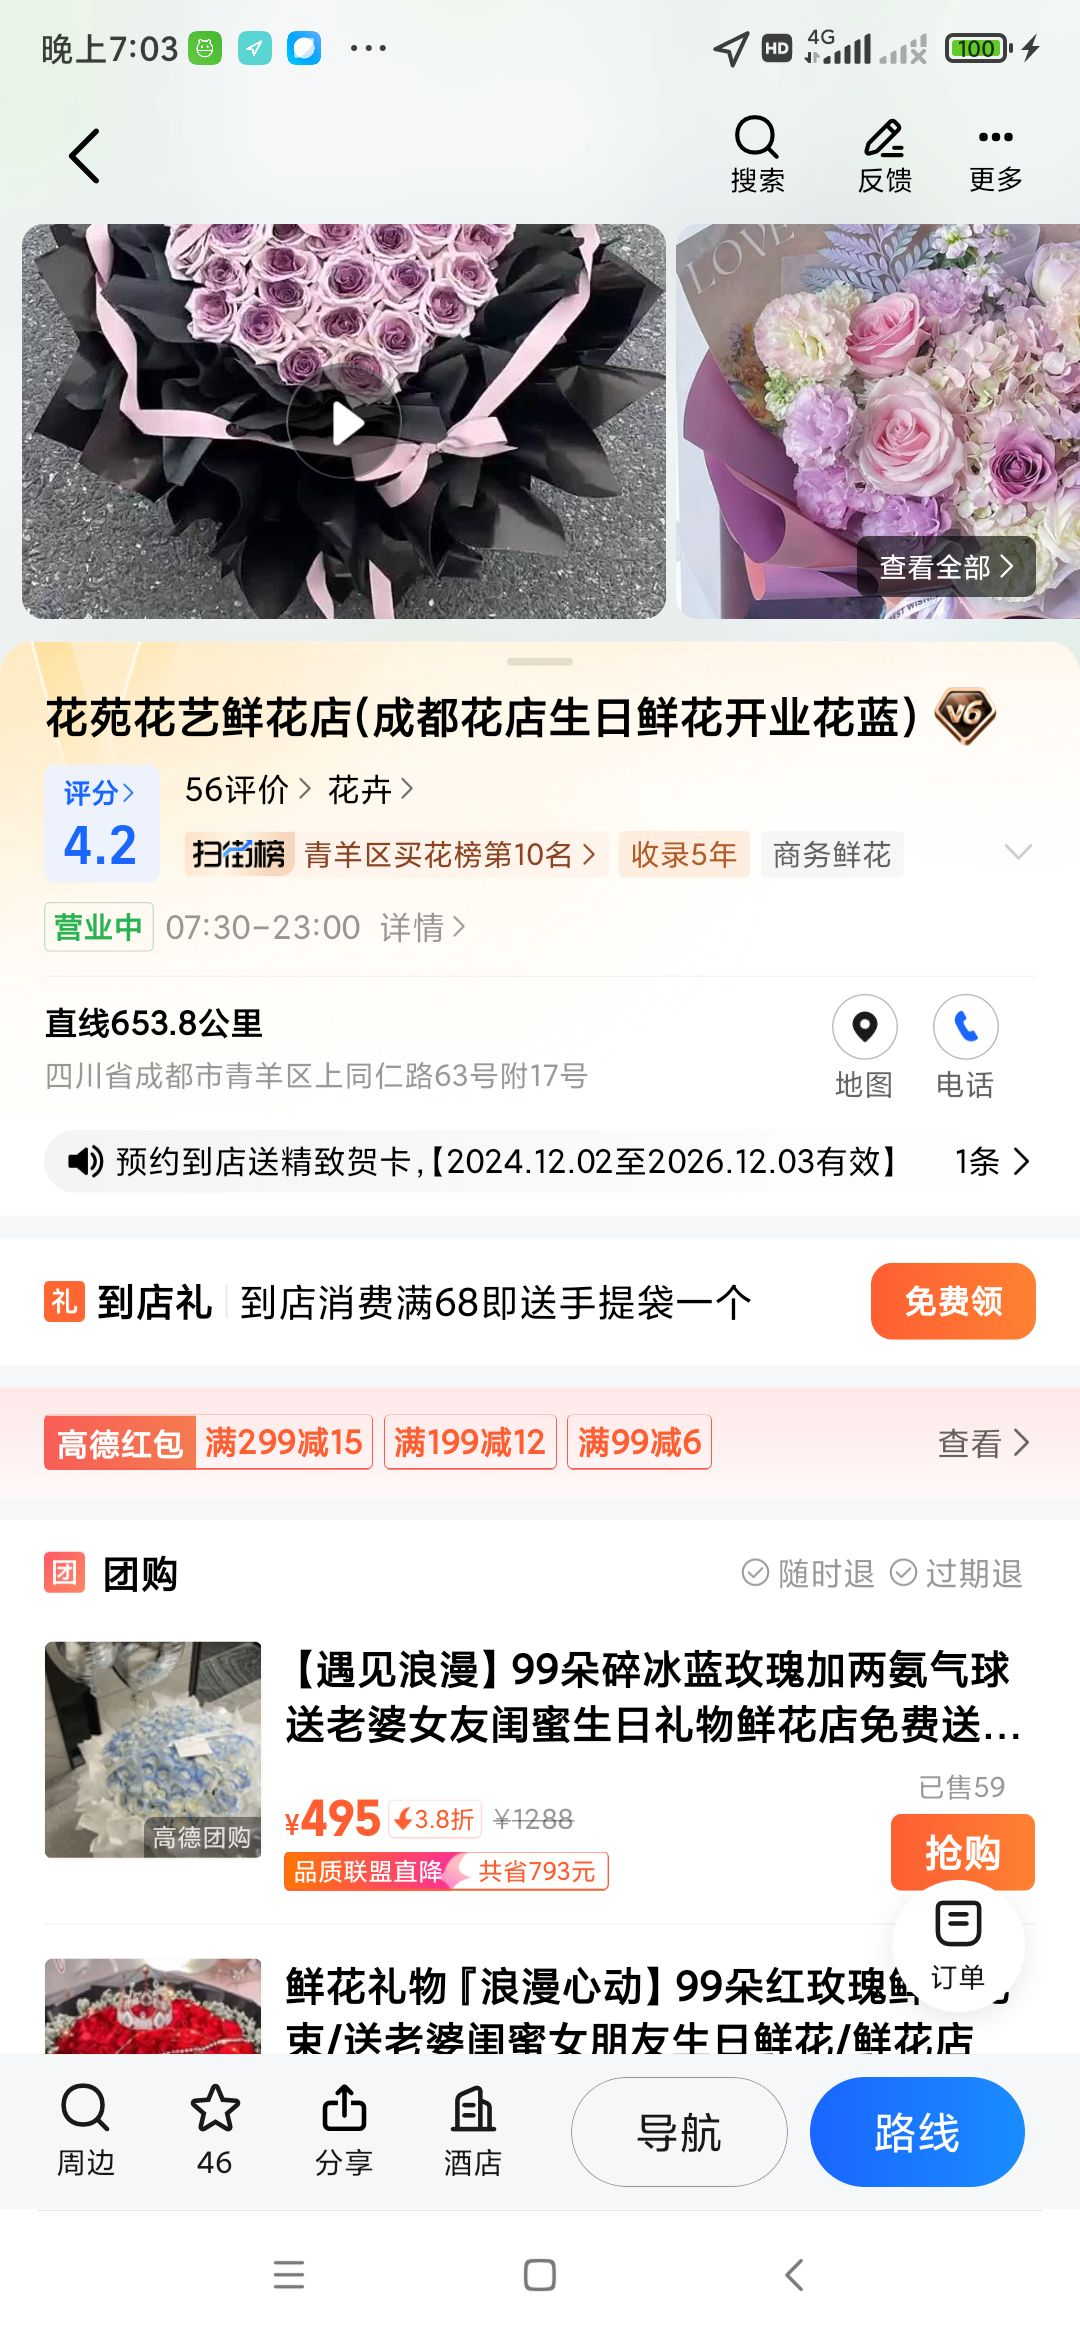 晚上7:03
HD
4G
100
搜索
反馈
更多
LOVE
查看全部
花苑花艺鲜花店(成都花店生日鲜花开业花蓝)
V6
评分
4.2
56评价
花卉
扫街榜 青羊区买花榜第10名
收录5年
商务鲜花
营业中 07:30-23:00 详情
直线653.8公里
四川省成都市青羊区上同仁路63号附17号
地图
电话
预约到店送精致贺卡,【2024.12.02至2026.12.03有效】
1条
礼 到店礼 到店消费满68即送手提袋一个
免费领
高德红包 满299减15 满199减12 满99减6
查看
团 团购
随时退 过期退
【遇见浪漫】99朵碎冰蓝玫瑰加两氨气球
送老婆女友闺蜜生日礼物鲜花店免费送...
高德团购
已售59
¥495 3.8折 ¥1288
品质联盟直降 共省793元
抢购
订单
鲜花礼物『浪漫心动】99朵红玫瑰鲜
束/送老婆闺蜜女朋友生日鲜花/鲜花店
周边
46
分享
酒店
导航
路线